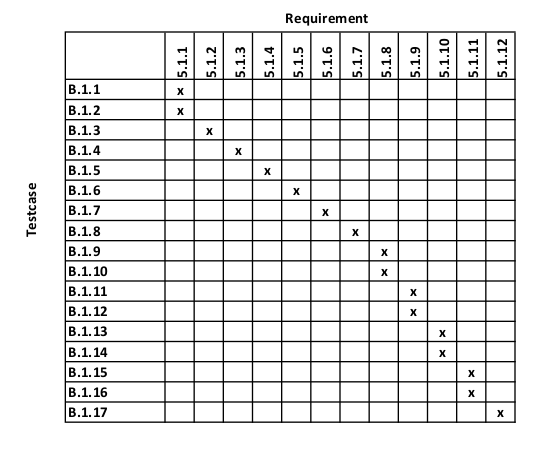 Requirement
5.1.1 5.1.2 5.1.3 5.1.4 5.1.5 5.1.6 5.1.7 5.1.8 5.1.9 5.1.10 5.1.11 5.1.12
Testcase
B.1.1 x
B.1.2 x
B.1.3 x
B.1.4 x
B.1.5 x
B.1.6 x
B.1.7 x
B.1.8 x
B.1.9 x
B.1.10 x
B.1.11 x
B.1.12 x
B.1.13 x
B.1.14 x
B.1.15 x
B.1.16 x
B.1.17 x